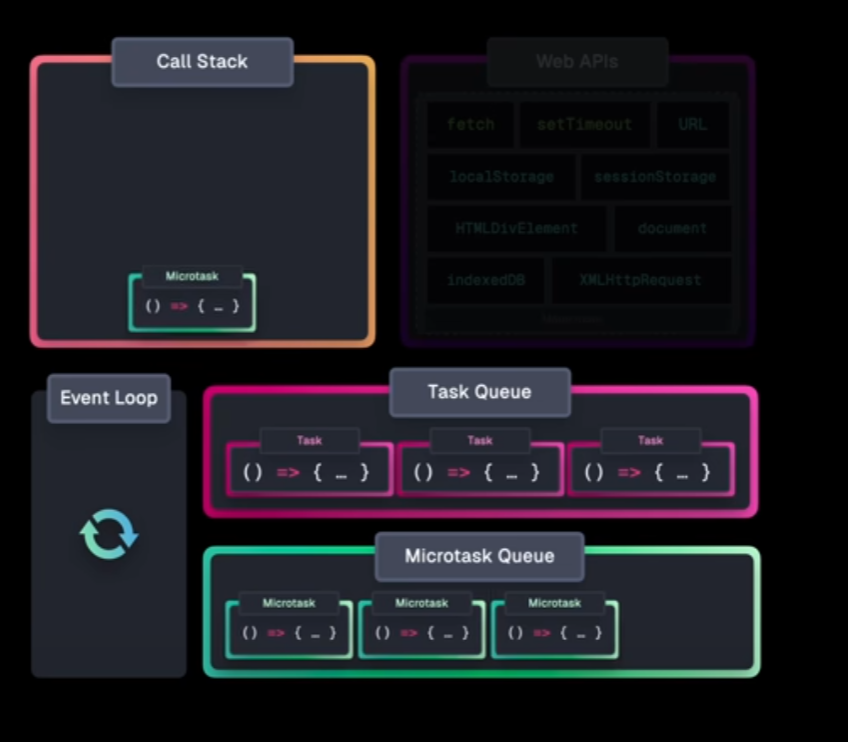 Call Stack
Web APIs
fetch setTimeout URL
localStorage sessionStorage
HTMLDivElement document
indexedDB XMLHttpRequest
Microtask
() => { … }
Event Loop
Task Queue
Task Task Task
() => { … } () => { … } () => { … }
Microtask Queue
Microtask Microtask Microtask
() => { … } () => { … } () => { … }